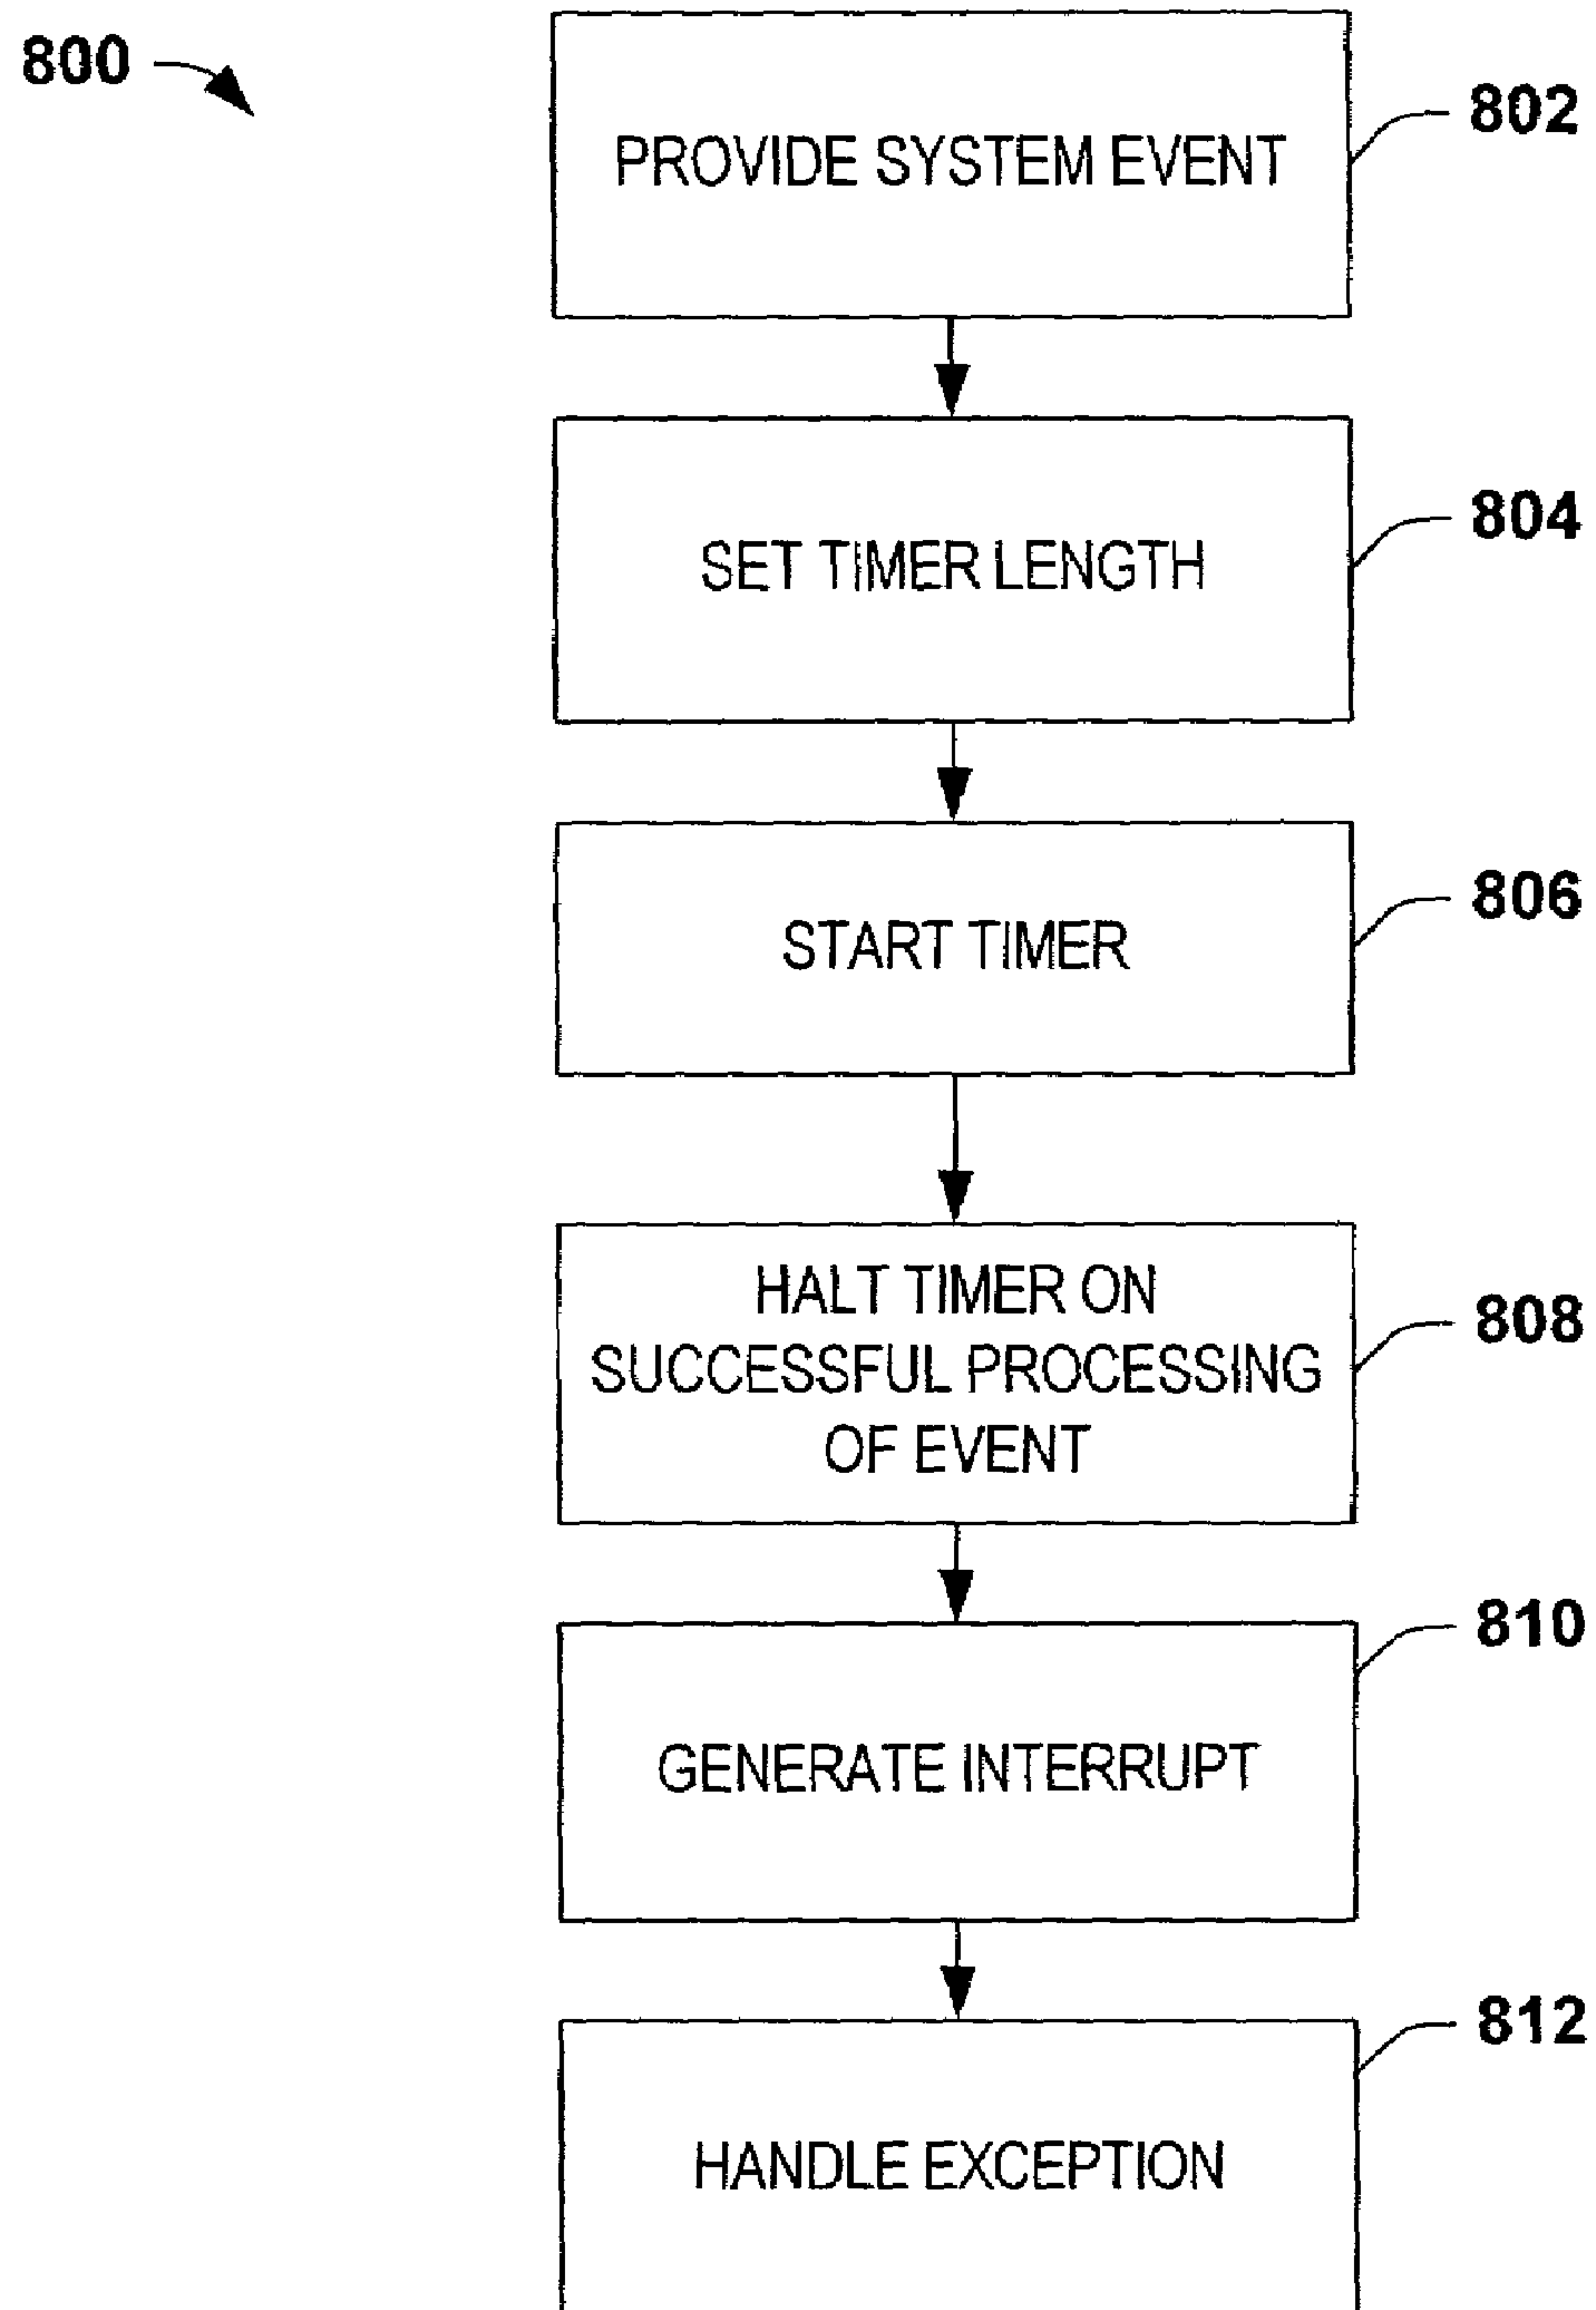 800
PROVIDE SYSTEM EVENT
802
SET TIMER LENGTH
804
START TIMER
806
HALT TIMER ON
SUCCESSFUL PROCESSING
OF EVENT
808
GENERATE INTERRUPT
810
HANDLE EXCEPTION
812